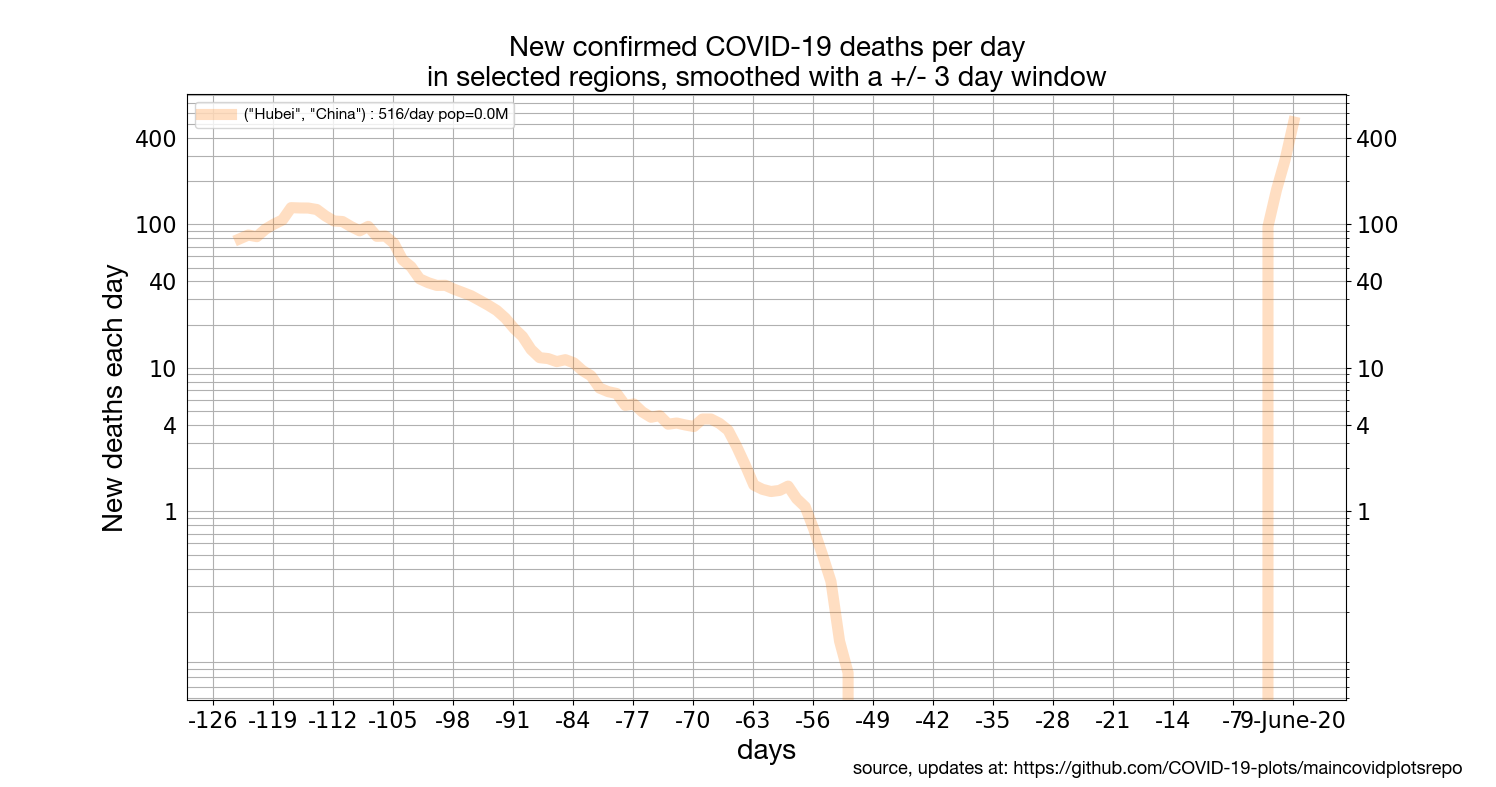 New confirmed COVID-19 deaths per day
in selected regions, smoothed with a +/- 3 day window
("Hubei", "China") : 516/day pop=0.0M
New deaths each day
400
100
40
10
4
1
400
100
40
10
4
1
-126 -119 -112 -105 -98 -91 -84 -77 -70 -63 -56 -49 -42 -35 -28 -21 -14 -7 9-June-20
days
source, updates at: https://github.com/COVID-19-plots/maincovidplotsrepo